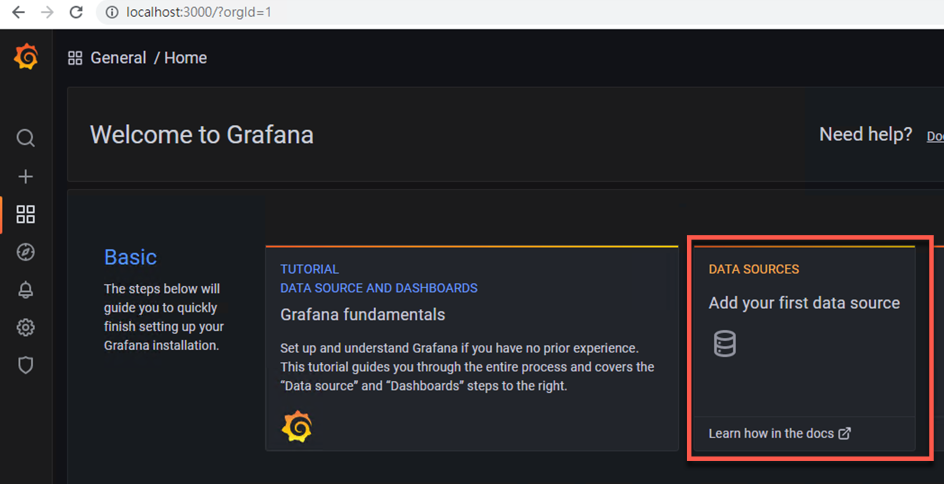 localhost:3000/?orgId=1
General / Home
Welcome to Grafana
Need help?
Basic
The steps below will
guide you to quickly
finish setting up your
Grafana installation.
TUTORIAL
DATA SOURCE AND DASHBOARDS
Grafana fundamentals
Set up and understand Grafana if you have no prior experience.
This tutorial guides you through the entire process and covers the
“Data source” and “Dashboards” steps to the right.
DATA SOURCES
Add your first data source
Learn how in the docs